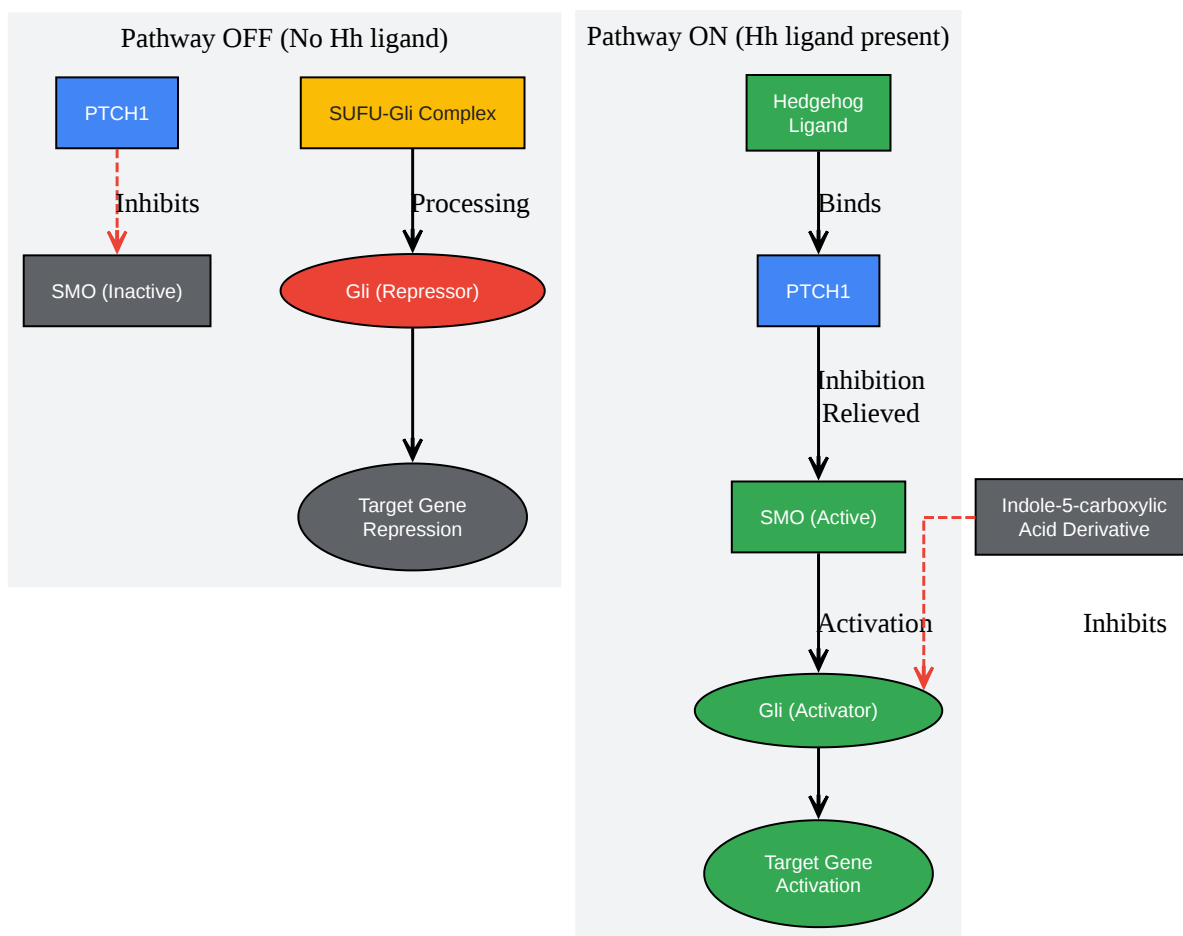 Pathway OFF (No Hh ligand)
PTCH1
SUFU-Gli Complex
Inhibits
Processing
SMO (Inactive)
Gli (Repressor)
Target Gene
Repression
Pathway ON (Hh ligand present)
Hedgehog
Ligand
Binds
PTCH1
Inhibition
Relieved
SMO (Active)
Indole-5-carboxylic
Acid Derivative
Activation
Inhibits
Gli (Activator)
Target Gene
Activation